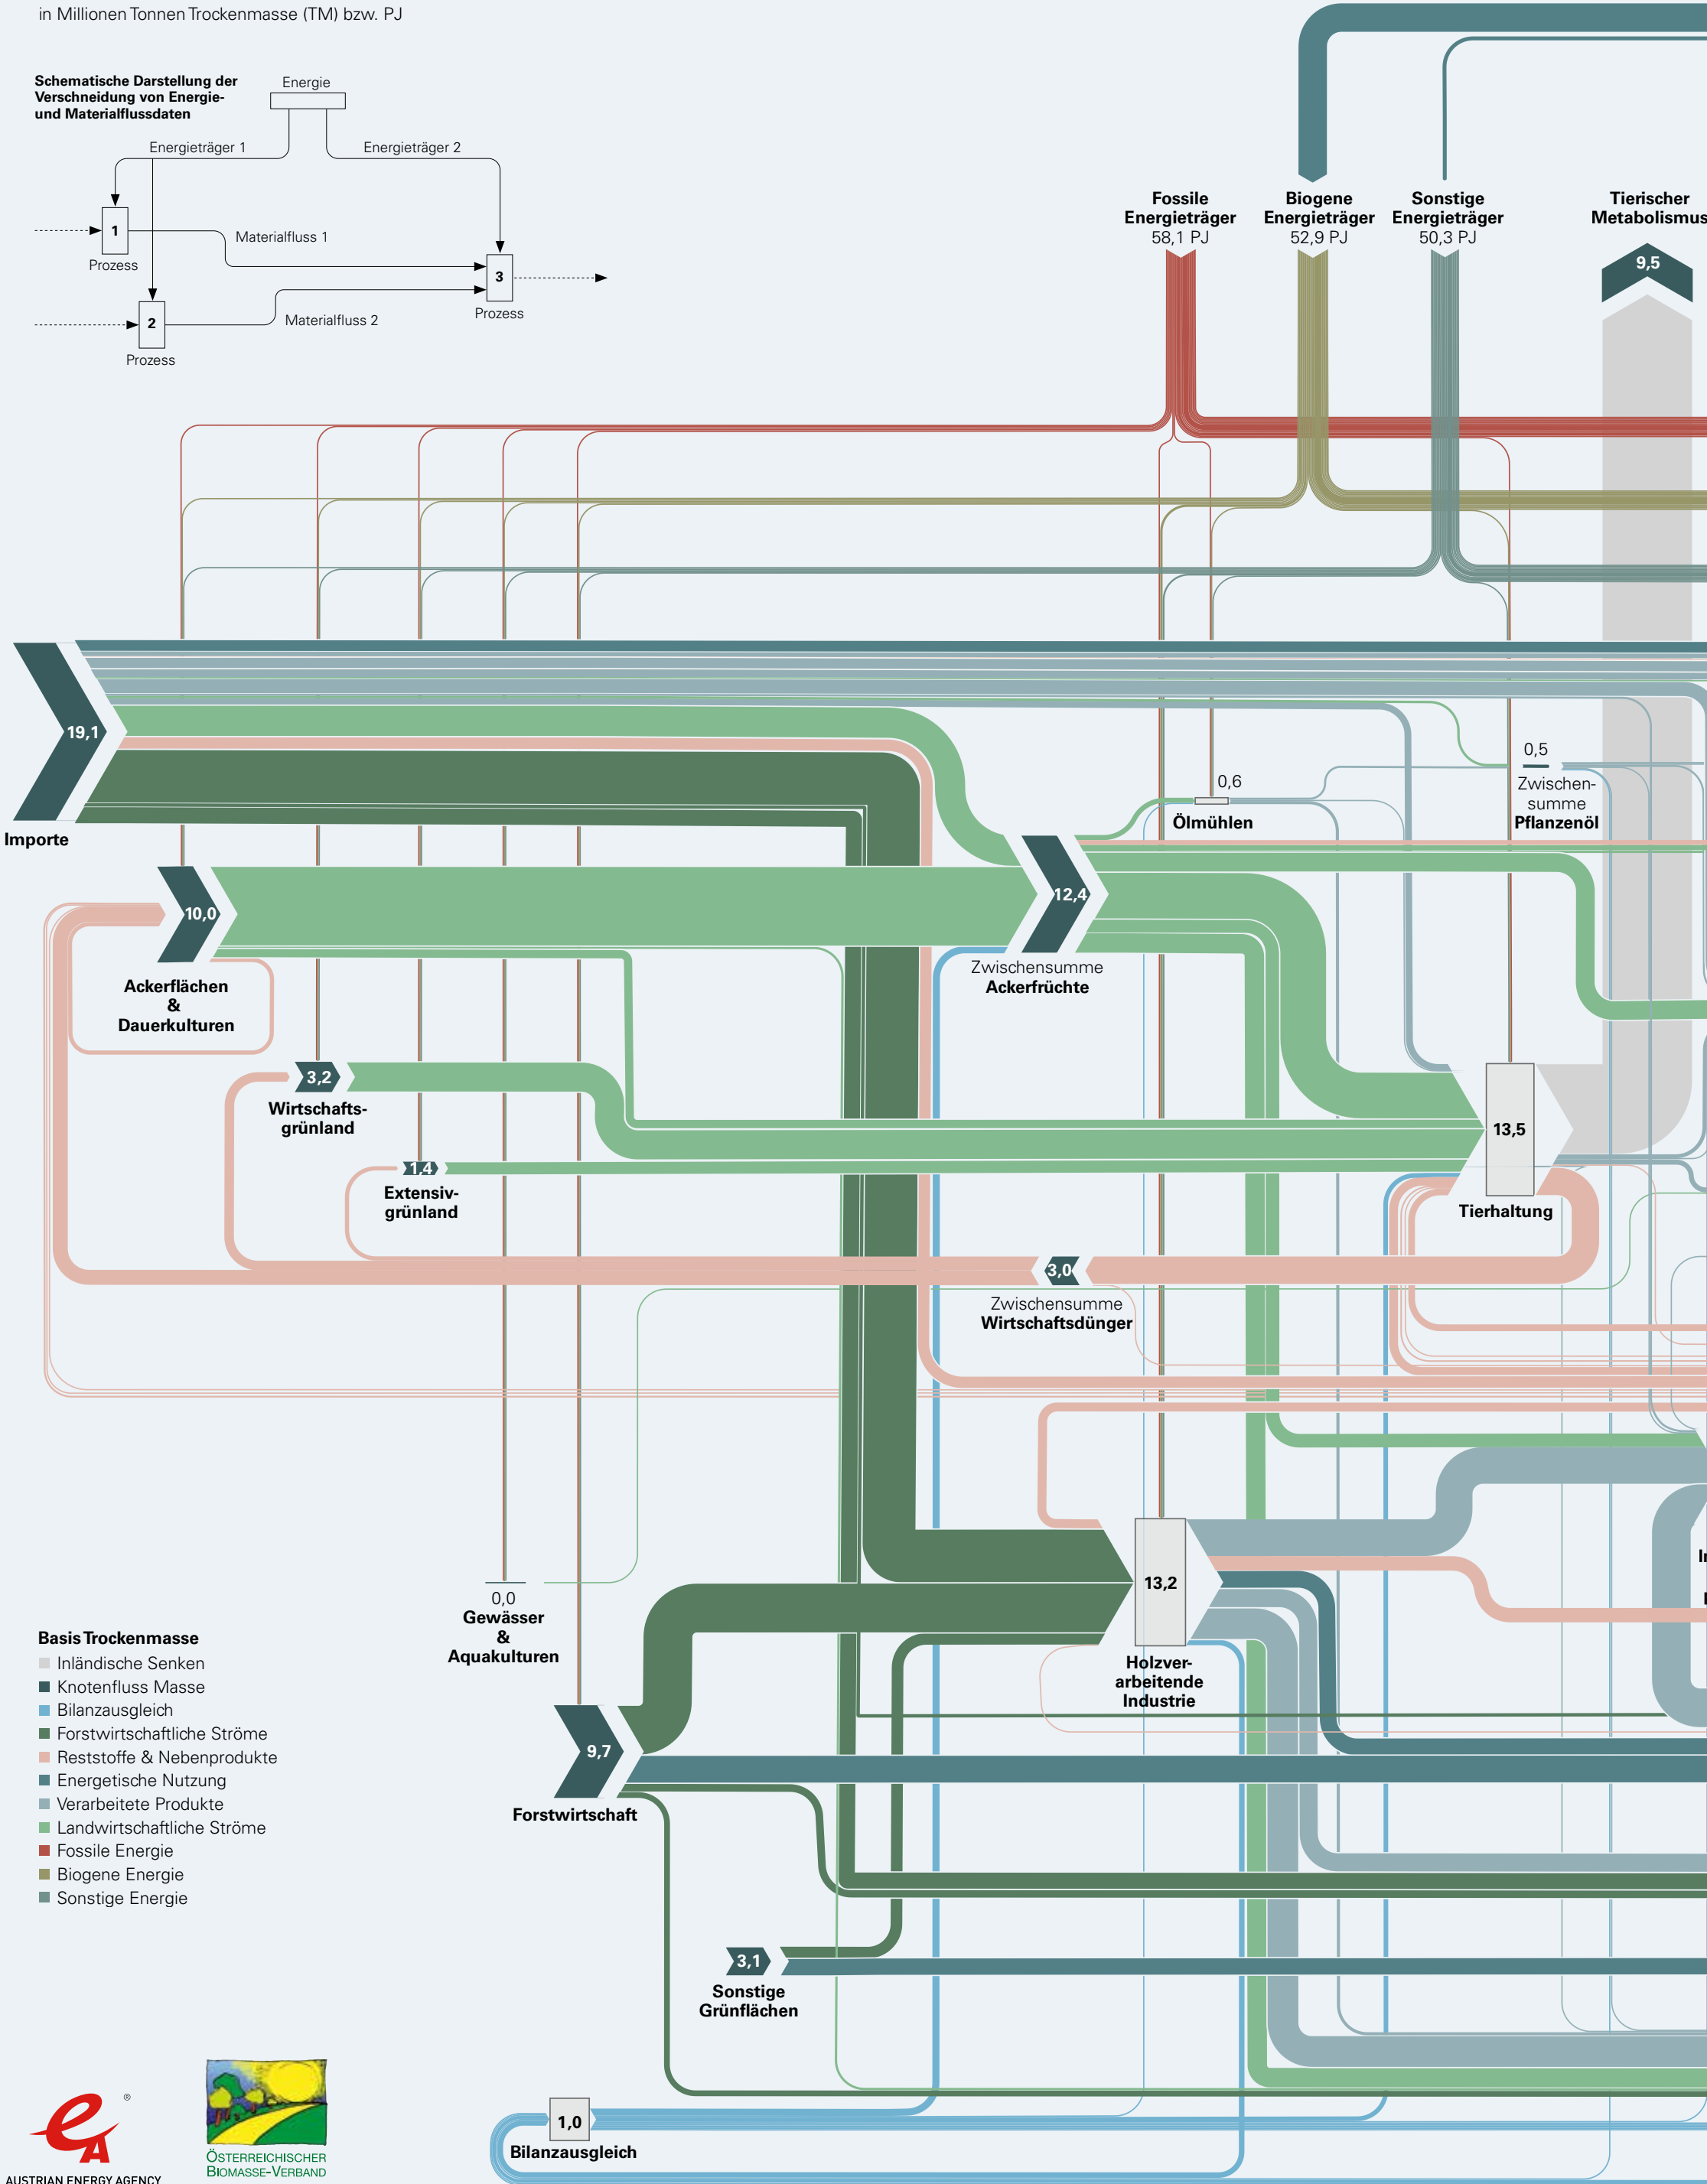 in Millionen Tonnen Trockenmasse (TM) bzw. PJ
Schematische Darstellung der
Verschneidung von Energie-
und Materialflussdaten
Energie
Energieträger 1
Energieträger 2
1
Prozess
Materialfluss 1
2
Prozess
Materialfluss 2
3
Prozess
Fossile
Energieträger
58,1 PJ
Biogene
Energieträger
52,9 PJ
Sonstige
Energieträger
50,3 PJ
Tierischer
Metabolismus
9,5
19,1
Importe
0,5
Zwischen-
summe
Pflanzenöl
0,6
Ölmühlen
10,0
Ackerflächen
&
Dauerkulturen
12,4
Zwischensumme
Ackerfrüchte
3,2
Wirtschafts-
grünland
1,4
Extensiv-
grünland
13,5
Tierhaltung
3,0
Zwischensumme
Wirtschaftsdünger
0,0
Gewässer
&
Aquakulturen
13,2
Holzver-
arbeitende
Industrie
9,7
Forstwirtschaft
3,1
Sonstige
Grünflächen
1,0
Bilanzausgleich
Basis Trockenmasse
Inländische Senken
Knotenfluss Masse
Bilanzausgleich
Forstwirtschaftliche Ströme
Reststoffe & Nebenprodukte
Energetische Nutzung
Verarbeitete Produkte
Landwirtschaftliche Ströme
Fossile Energie
Biogene Energie
Sonstige Energie
®
AUSTRIAN ENERGY AGENCY
ÖSTERREICHISCHER
BIOMASSE-VERBAND